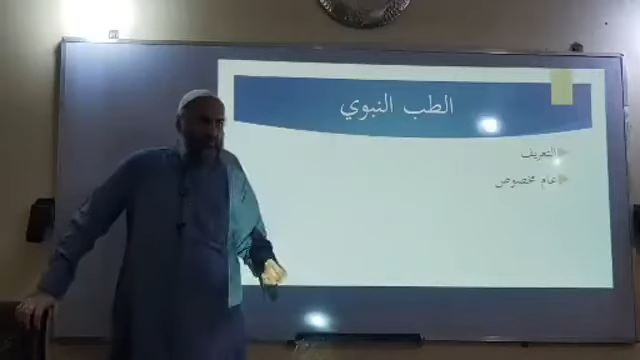 الطب النبوي
التعريف
عام مخصوص